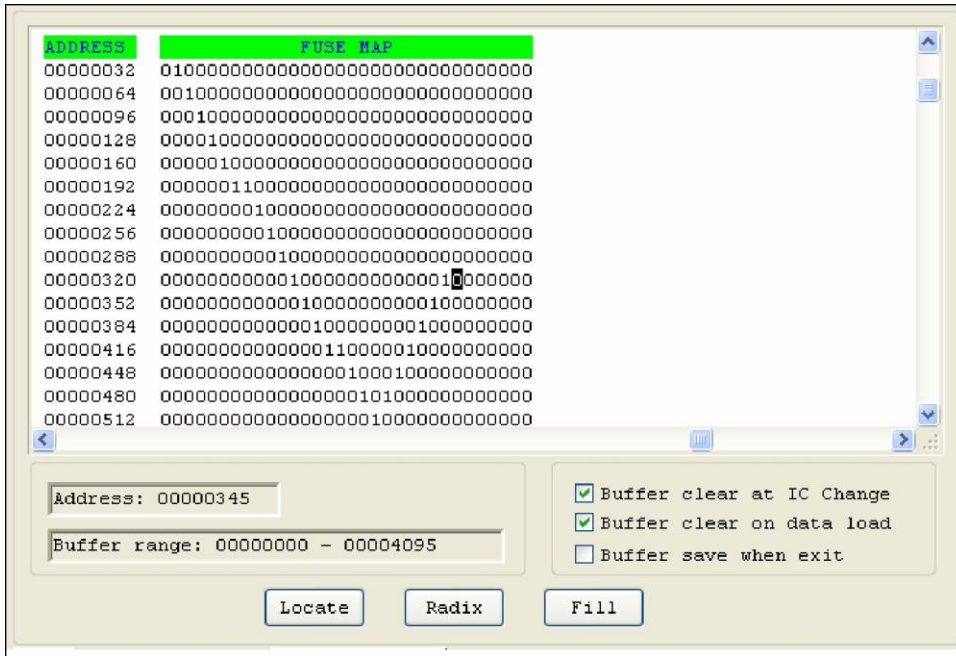 ADDRESS FUSE MAP
00000032 01000000000000000000000000000000
00000064 00100000000000000000000000000000
00000096 00010000000000000000000000000000
00000128 00001000000000000000000000000000
00000160 00000100000000000000000000000000
00000192 00000011000000000000000000000000
00000224 00000000100000000000000000000000
00000256 00000000010000000000000000000000
00000288 00000000001000000000000000000000
00000320 00000000000100000000000010000000
00000352 00000000000010000000000100000000
00000384 00000000000001000000001000000000
00000416 00000000000000110000010000000000
00000448 00000000000000001000100000000000
00000480 00000000000000000101000000000000
00000512 00000000000000000010000000000000
Address: 00000345
Buffer range: 00000000 - 00004095
Buffer clear at IC Change
Buffer clear on data load
Buffer save when exit
Locate Radix Fill